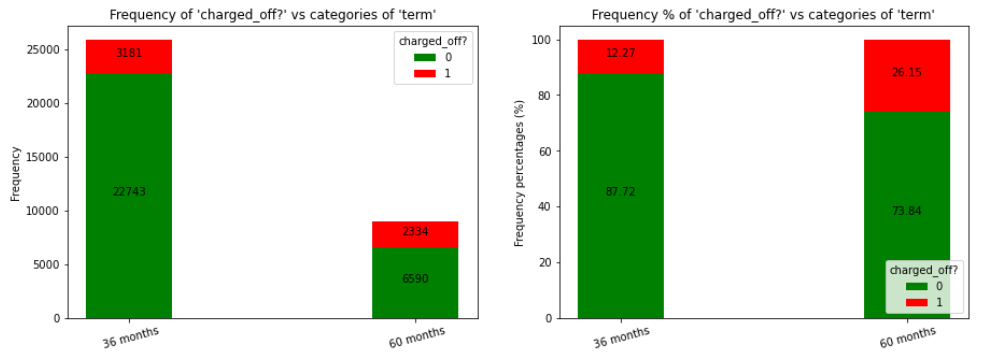 Frequency of 'charged_off?' vs categories of 'term'
Frequency
25000
20000
15000
10000
5000
0
3181
22743
2334
6590
charged_off?
0
1
36 months
60 months
Frequency % of 'charged_off?' vs categories of 'term'
Frequency percentages (%)
100
80
60
40
20
0
12.27
87.72
26.15
73.84
charged_off?
0
1
36 months
60 months